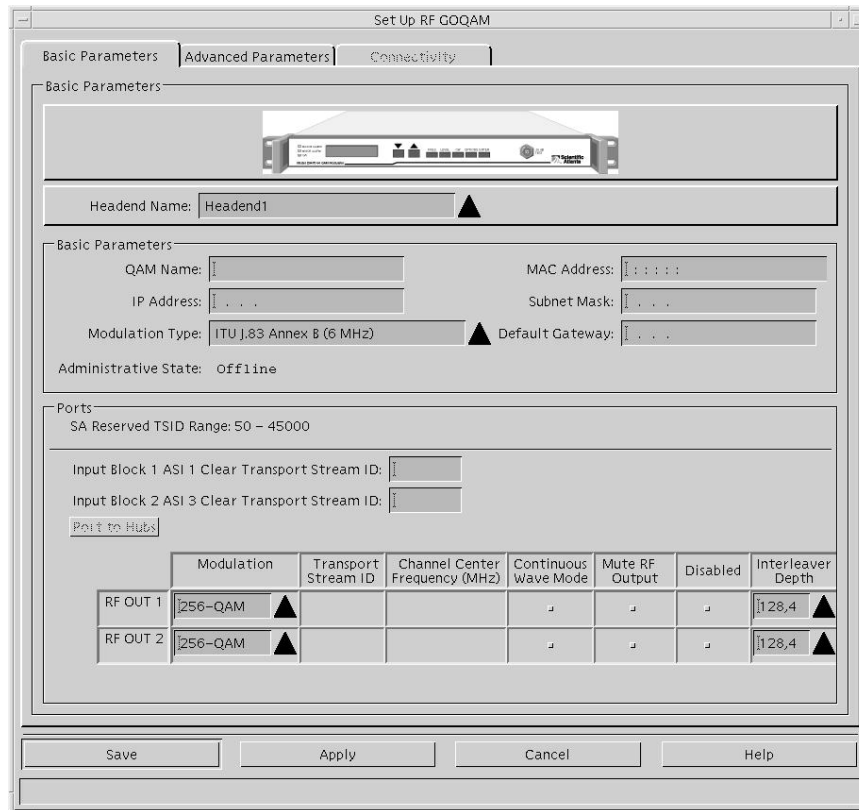 Set Up RF GOQAM
Basic Parameters
Advanced Parameters
Connectivity
Basic Parameters
Scientific
Atlanta
Headend Name: Headend1
Basic Parameters
QAM Name:
MAC Address: : : : : :
IP Address: . . .
Subnet Mask: . . .
Modulation Type: ITU J.83 Annex B (6 MHz)
Default Gateway: . . .
Administrative State: Offline
Ports
SA Reserved TSID Range: 50 – 45000
Input Block 1 ASI 1 Clear Transport Stream ID:
Input Block 2 ASI 3 Clear Transport Stream ID:
Port to Hubs
Modulation
Transport
Stream ID
Channel Center
Frequency (MHz)
Continuous
Wave Mode
Mute RF
Output
Disabled
Interleaver
Depth
RF OUT 1
256-QAM
128,4
RF OUT 2
256-QAM
128,4
Save
Apply
Cancel
Help